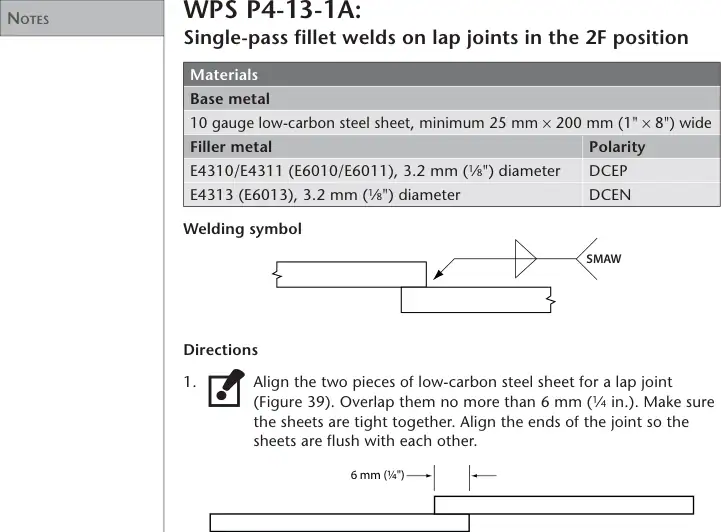 NOTES
WPS P4-13-1A:
Single-pass fillet welds on lap joints in the 2F position
Materials
Base metal
10 gauge low-carbon steel sheet, minimum 25 mm × 200 mm (1" × 8") wide
Filler metal Polarity
E4310/E4311 (E6010/E6011), 3.2 mm (⅛") diameter DCEP
E4313 (E6013), 3.2 mm (⅛") diameter DCEN
Welding symbol
SMAW
Directions
1. Align the two pieces of low-carbon steel sheet for a lap joint
(Figure 39). Overlap them no more than 6 mm (¼ in.). Make sure
the sheets are tight together. Align the ends of the joint so the
sheets are flush with each other.
6 mm (¼")